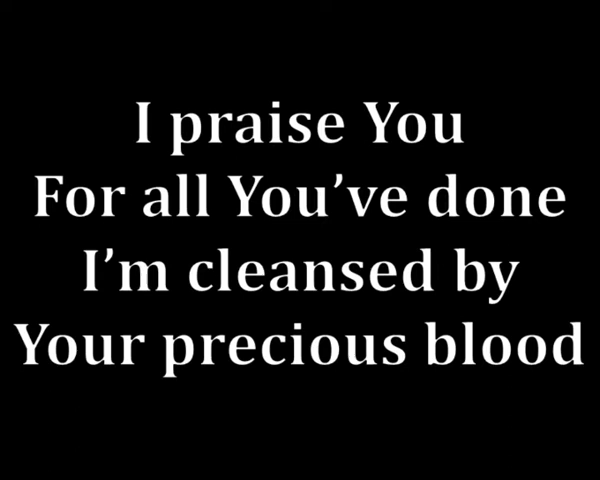 I praise You
For all You’ve done
I’m cleansed by
Your precious blood